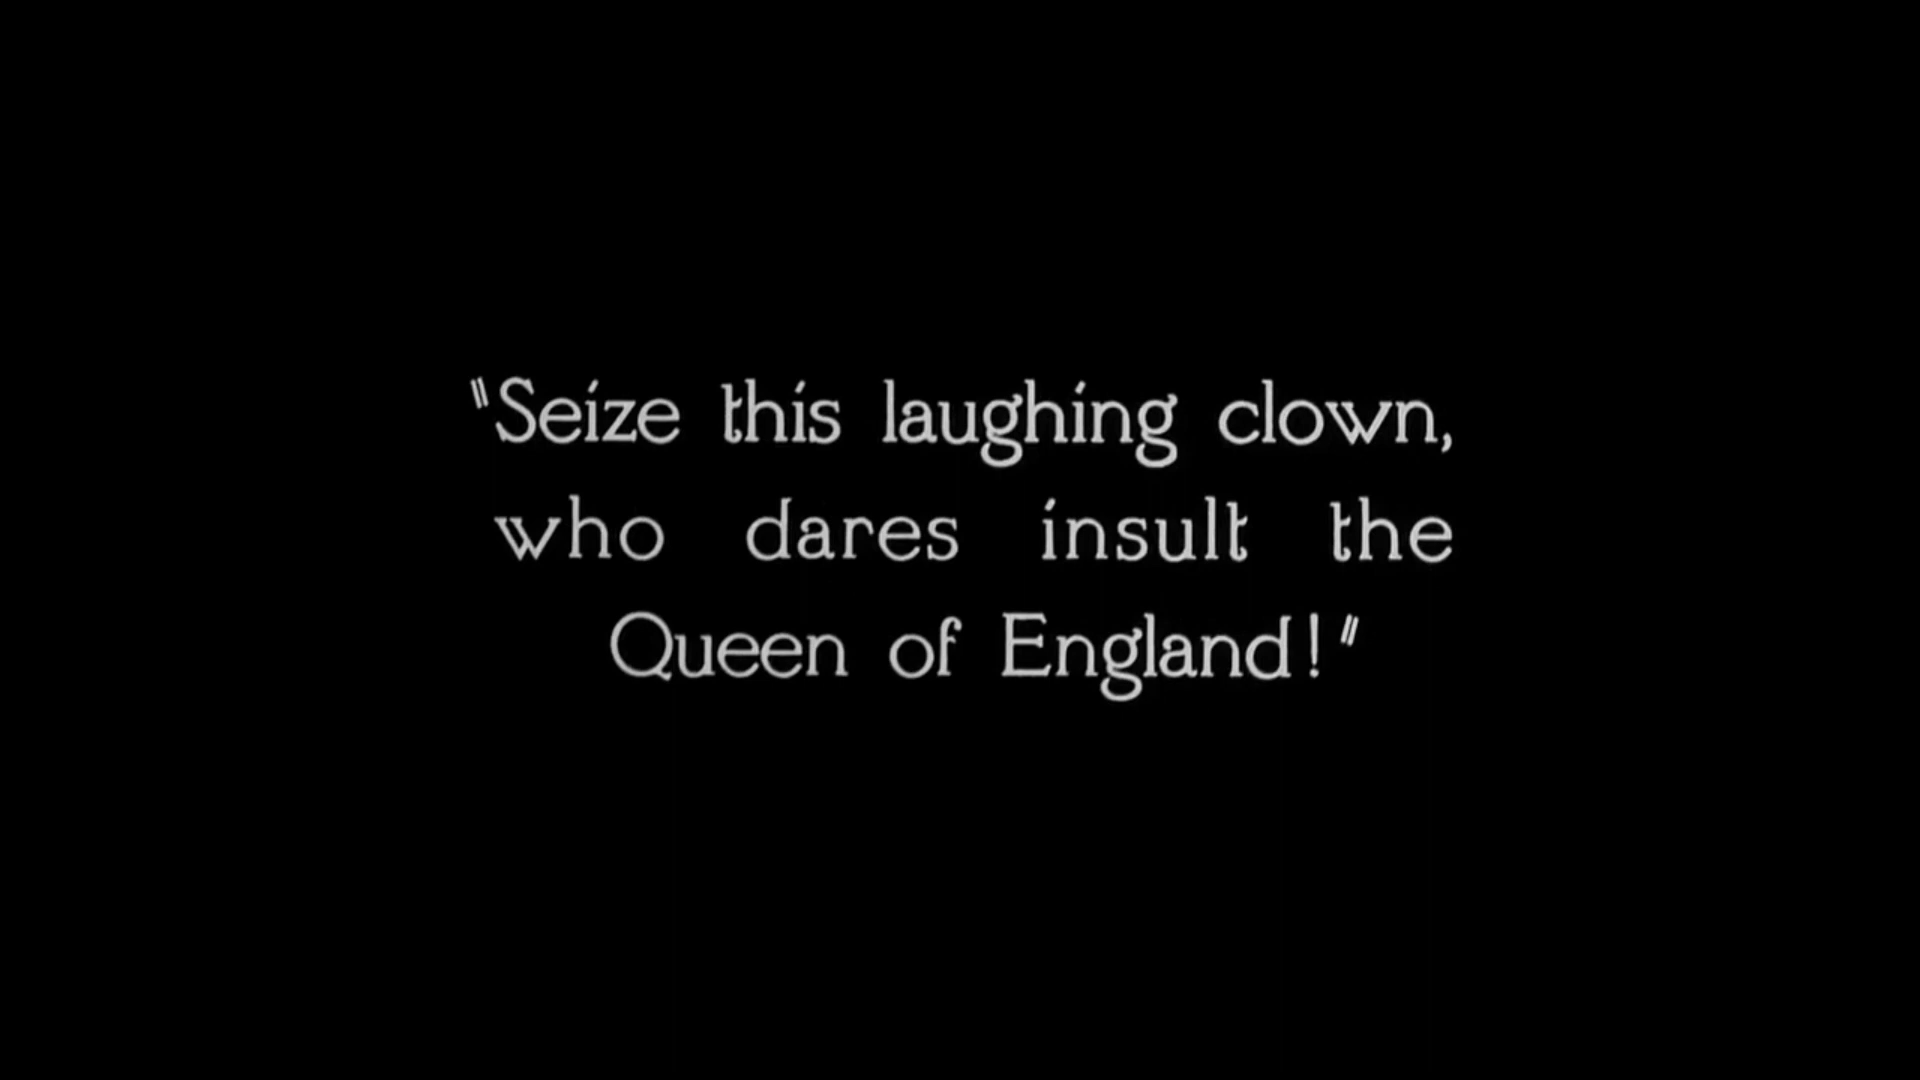 "Seize this laughing clown,
who dares insult the
Queen of England!"